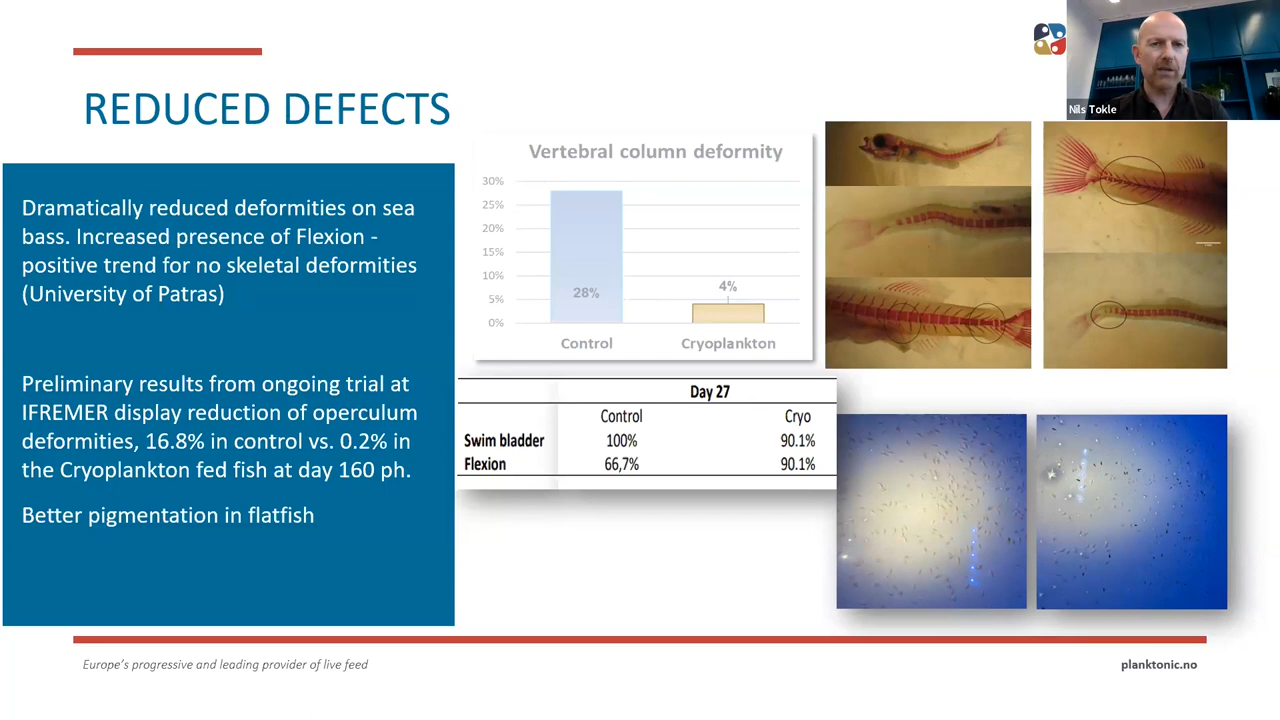 Nils Tokle
REDUCED DEFECTS
Dramatically reduced deformities on sea
bass. Increased presence of Flexion -
positive trend for no skeletal deformities
(University of Patras)
Preliminary results from ongoing trial at
IFREMER display reduction of operculum
deformities, 16.8% in control vs. 0.2% in
the Cryoplankton fed fish at day 160 ph.
Better pigmentation in flatfish
Vertebral column deformity
30%
25%
20%
15%
10%
5%
0%
28%
4%
Control Cryoplankton
Day 27
Control Cryo
Swim bladder 100% 90.1%
Flexion 66,7% 90.1%
Europe's progressive and leading provider of live feed
planktonic.no